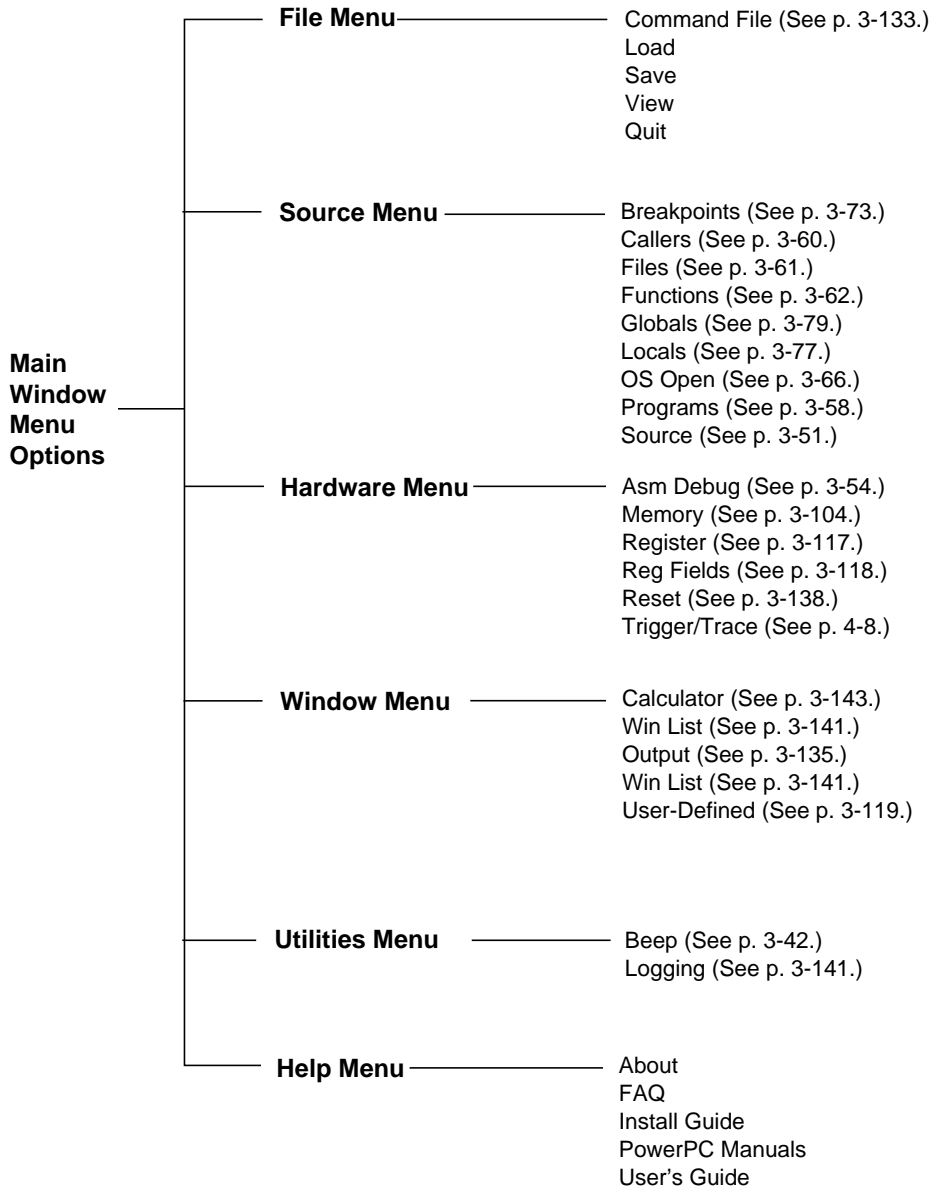 File Menu
Command File (See p. 3-133.)
Load
Save
View
Quit
Source Menu
Breakpoints (See p. 3-73.)
Callers (See p. 3-60.)
Files (See p. 3-61.)
Functions (See p. 3-62.)
Globals (See p. 3-79.)
Locals (See p. 3-77.)
OS Open (See p. 3-66.)
Programs (See p. 3-58.)
Source (See p. 3-51.)
Main
Window
Menu
Options
Hardware Menu
Asm Debug (See p. 3-54.)
Memory (See p. 3-104.)
Register (See p. 3-117.)
Reg Fields (See p. 3-118.)
Reset (See p. 3-138.)
Trigger/Trace (See p. 4-8.)
Window Menu
Calculator (See p. 3-143.)
Win List (See p. 3-141.)
Output (See p. 3-135.)
Win List (See p. 3-141.)
User-Defined (See p. 3-119.)
Utilities Menu
Beep (See p. 3-42.)
Logging (See p. 3-141.)
Help Menu
About
FAQ
Install Guide
PowerPC Manuals
User's Guide